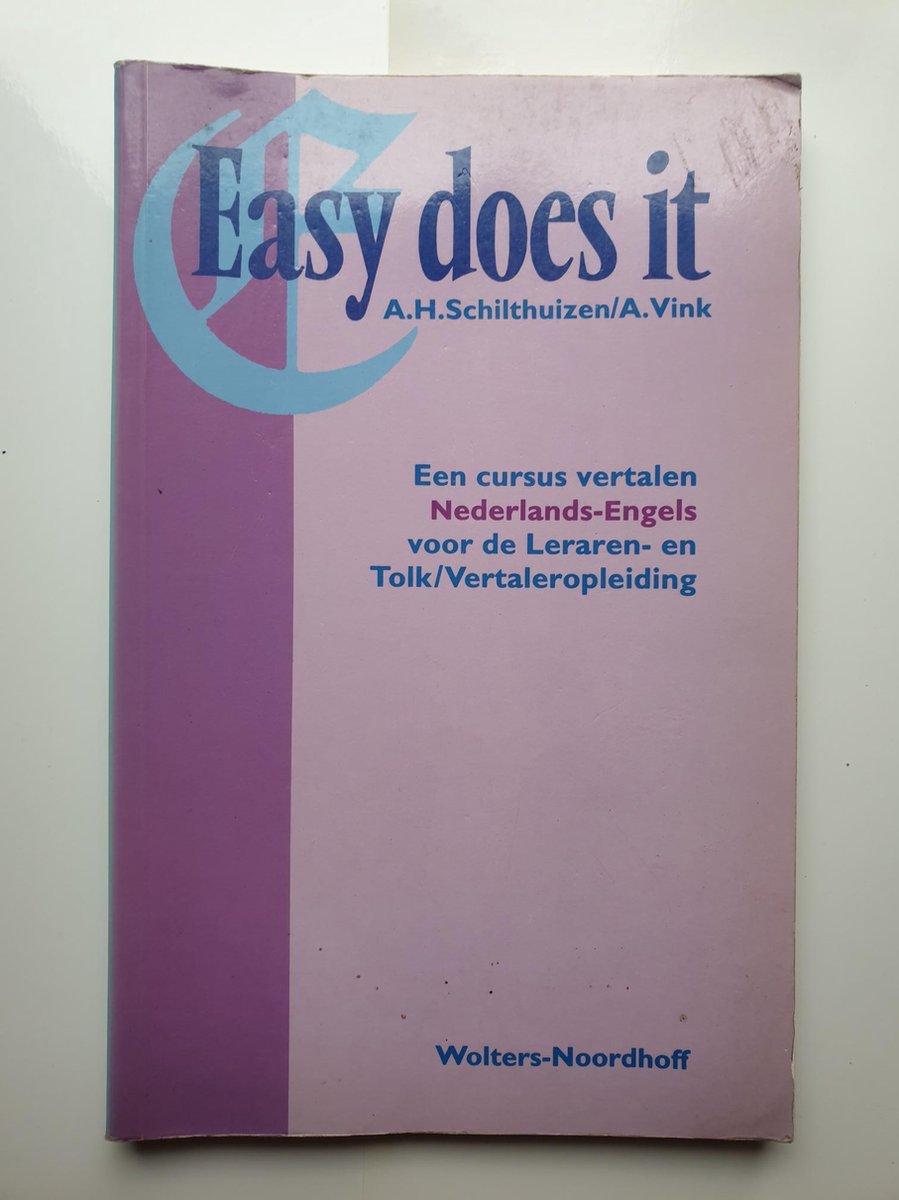 Easy does it
A.H.Schilthuizen/A.Vink
Een cursus vertalen
Nederlands-Engels
voor de Leraren- en
Tolk/Vertaleropleiding
Wolters-Noordhoff